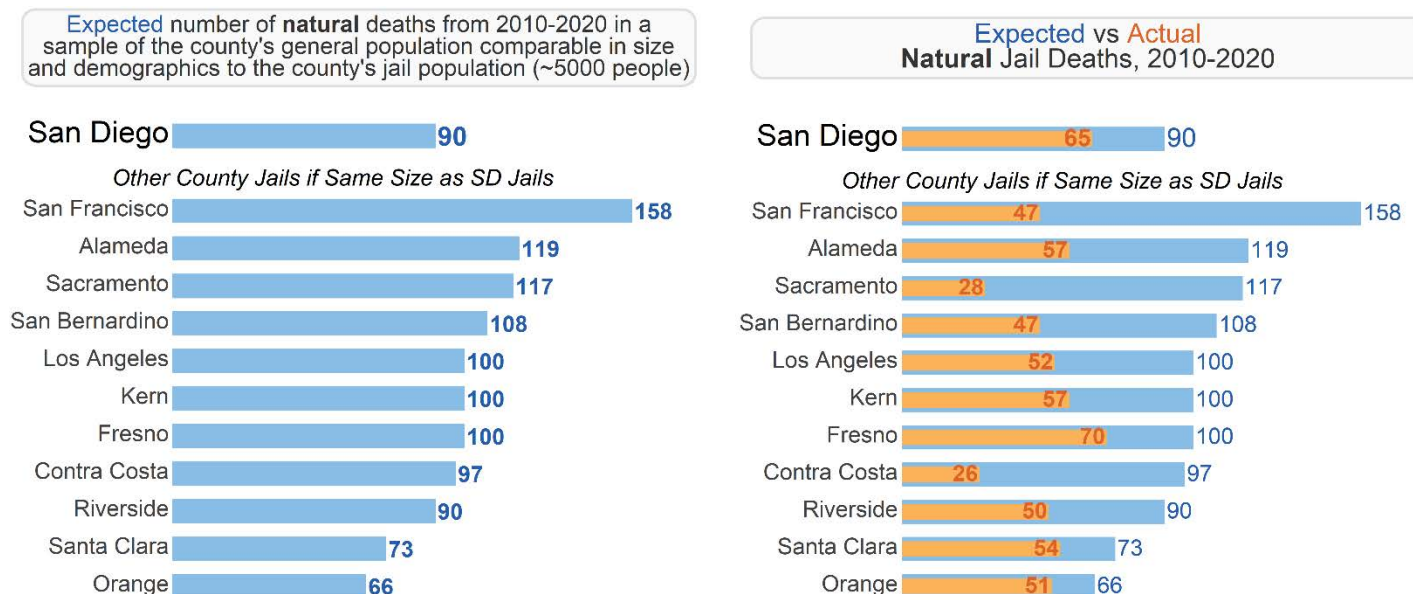 Expected number of natural deaths from 2010-2020 in a
sample of the county's general population comparable in size
and demographics to the county's jail population (~5000 people)
San Diego 90
Other County Jails if Same Size as SD Jails
San Francisco 158
Alameda 119
Sacramento 117
San Bernardino 108
Los Angeles 100
Kern 100
Fresno 100
Contra Costa 97
Riverside 90
Santa Clara 73
Orange 66
Expected vs Actual
Natural Jail Deaths, 2010-2020
San Diego 65 90
Other County Jails if Same Size as SD Jails
San Francisco 47 158
Alameda 57 119
Sacramento 28 117
San Bernardino 47 108
Los Angeles 52 100
Kern 57 100
Fresno 70 100
Contra Costa 26 97
Riverside 50 90
Santa Clara 54 73
Orange 51 66